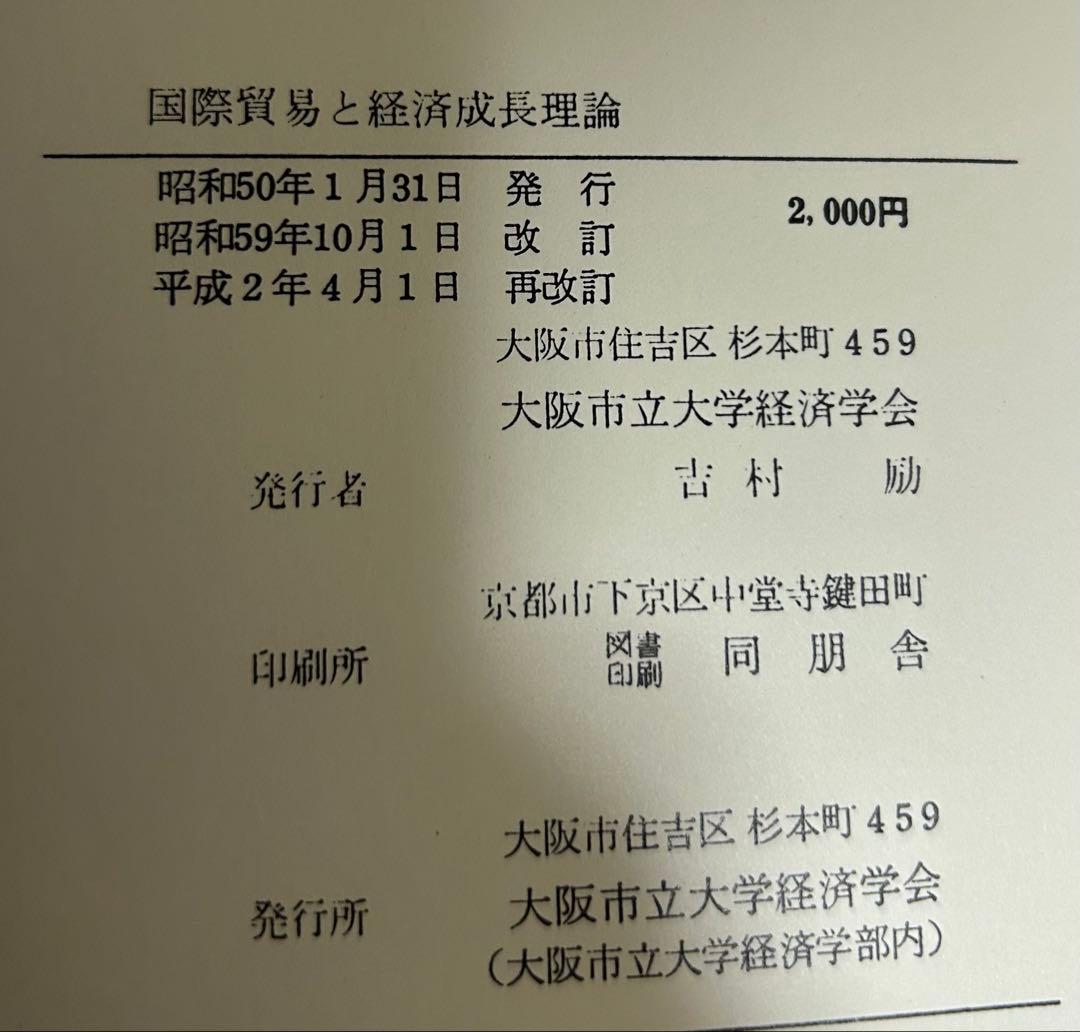 国際貿易と経済成長理論
昭和50年1月31日 発 行
2,000円
昭和59年10月1日 改 訂
平成2年4月1日 再改訂
大阪市住吉区 杉本町459
大阪市立大学経済学会
発行者 吉村 励
京都市下京区中堂寺鍵田町
印刷所 図書印刷 同朋舎
大阪市住吉区 杉本町459
発行所 大阪市立大学経済学会
(大阪市立大学経済学部内)